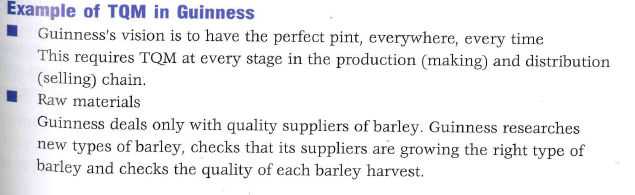 Example of TQM in Guinness
Guinness's vision is to have the perfect pint, everywhere, every time
This requires TQM at every stage in the production (making) and distribution
(selling) chain.
Raw materials
Guinness deals only with quality suppliers of barley. Guinness researches
new types of barley, checks that its suppliers are growing the right type of
barley and checks the quality of each barley harvest.